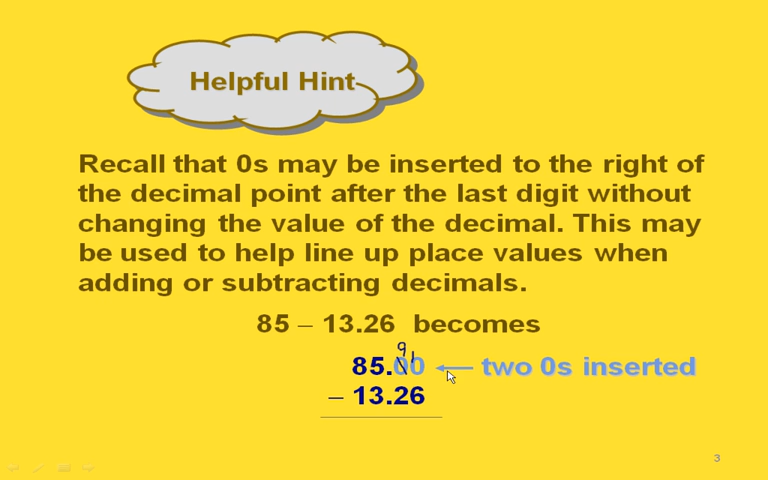 Helpful Hint
Recall that 0s may be inserted to the right of
the decimal point after the last digit without
changing the value of the decimal. This may
be used to help line up place values when
adding or subtracting decimals.
85 – 13.26 becomes
9 1
85.00 two 0s inserted
– 13.26
3